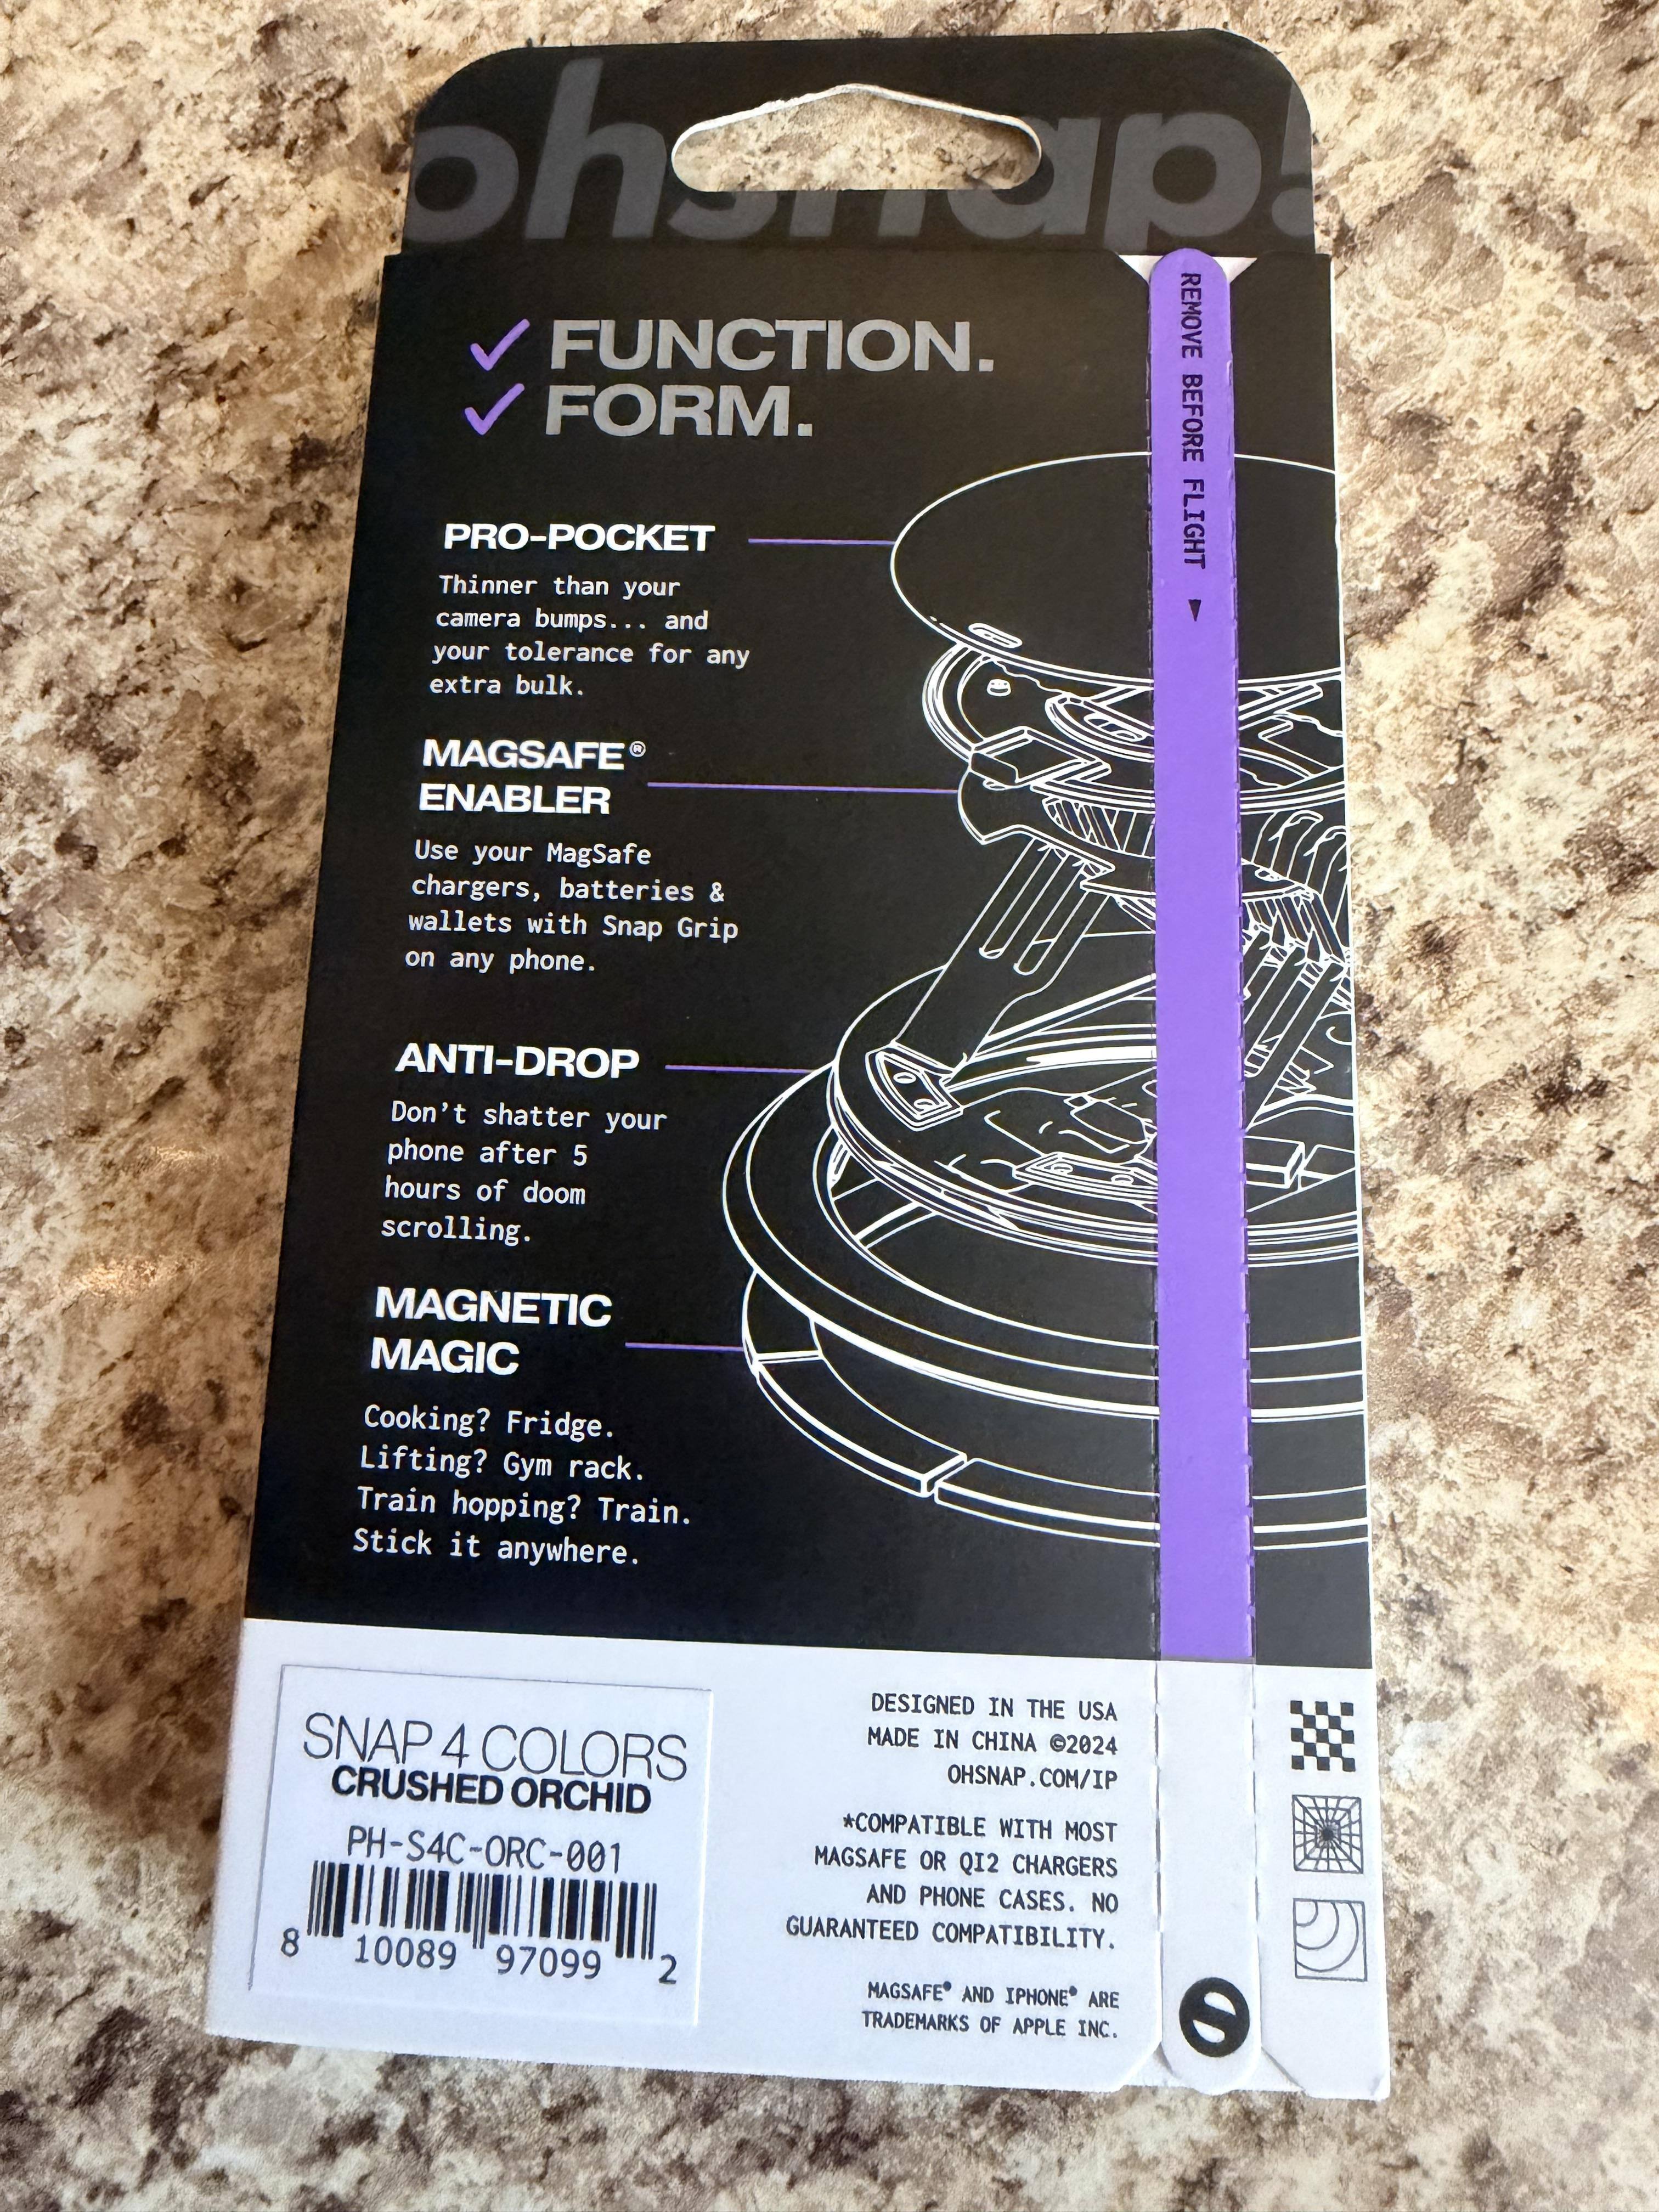 ohsnap!
REMOVE BEFORE FLIGHT
FUNCTION.
FORM.
PRO-POCKET
Thinner than your
camera bumps... and
your tolerance for any
extra bulk.
MAGSAFE®
ENABLER
Use your MagSafe
chargers, batteries &
wallets with Snap Grip
on any phone.
ANTI-DROP
Don't shatter your
phone after 5
hours of doom
scrolling.
MAGNETIC
MAGIC
Cooking? Fridge.
Lifting? Gym rack.
Train hopping? Train.
Stick it anywhere.
SNAP 4 COLORS
CRUSHED ORCHID
PH-S4C-ORC-001
8 10089 97099 2
DESIGNED IN THE USA
MADE IN CHINA ©2024
OHSNAP.COM/IP
*COMPATIBLE WITH MOST
MAGSAFE OR QI2 CHARGERS
AND PHONE CASES. NO
GUARANTEED COMPATIBILITY.
MAGSAFE® AND IPHONE® ARE
TRADEMARKS OF APPLE INC.